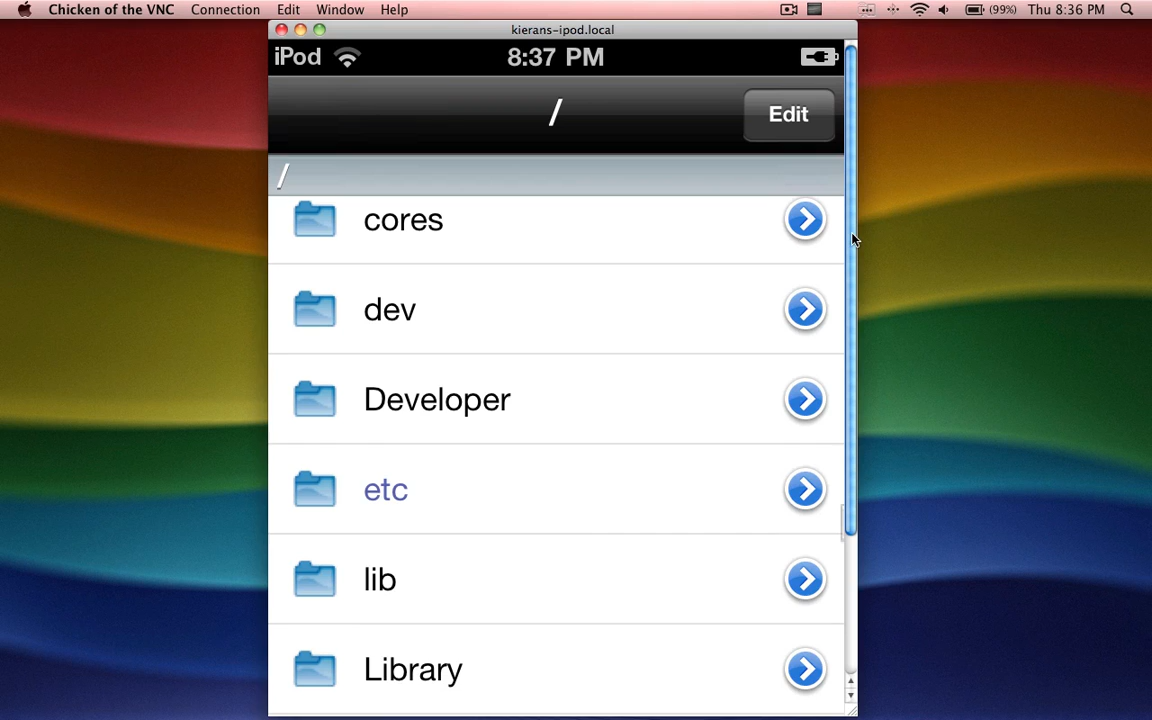 Chicken of the VNC Connection Edit Window Help (99%) Thu 8:36 PM
kierans-ipod.local
iPod 8:37 PM
/ Edit
/
cores
dev
Developer
etc
lib
Library